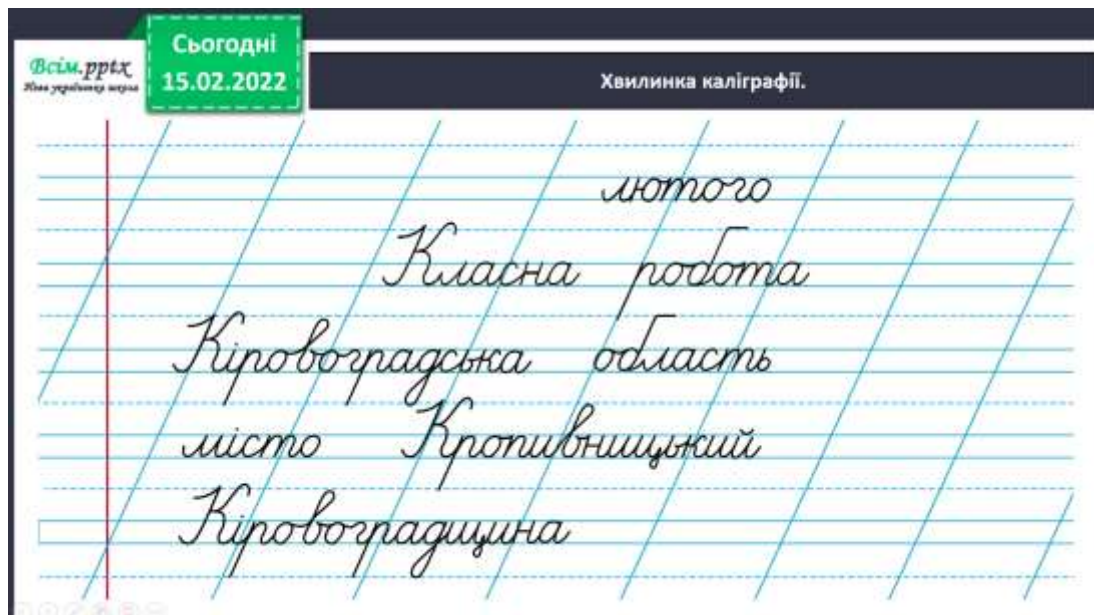 Сьогодні
15.02.2022
Всім.pptx
Нова українська школа
Хвилинка каліграфії.
лютого
Класна робота
Кіровоградська область
місто Кропивницький
Кіровоградщина